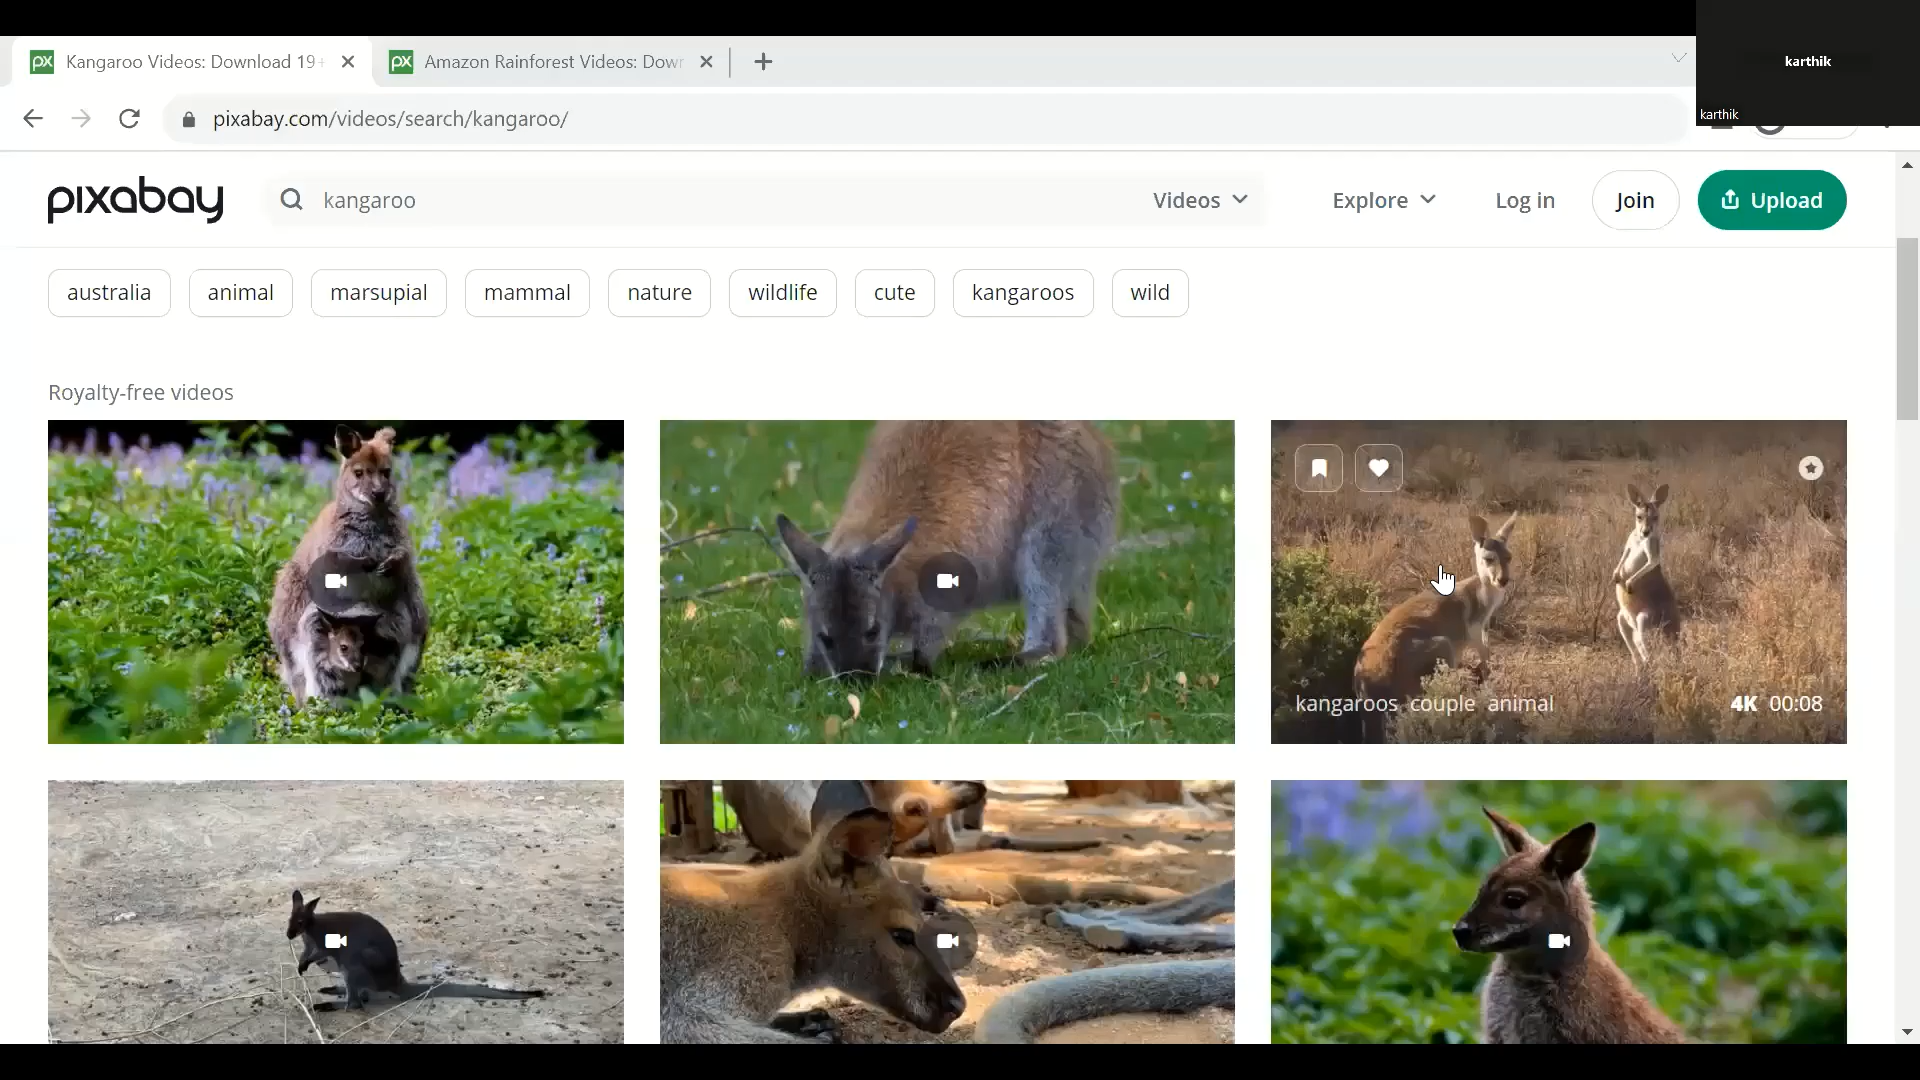 karthik
Kangaroo Videos: Download 19+
Amazon Rainforest Videos: Down
karthik
pixabay.com/videos/search/kangaroo/
pixabay
kangaroo
Videos
Explore
Log in
Join
Upload
australia
animal
marsupial
mammal
nature
wildlife
cute
kangaroos
wild
Royalty-free videos
kangaroos couple animal
4K 00:08